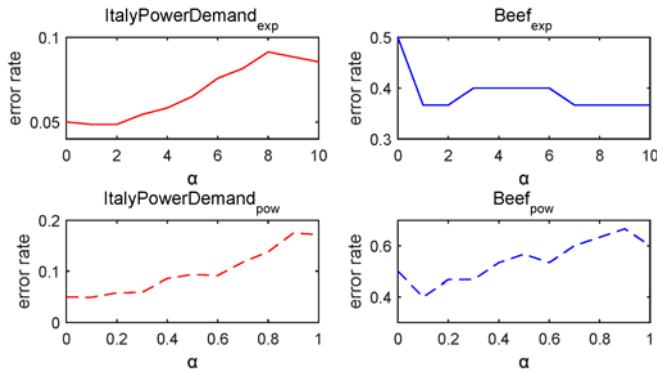 ItalyPowerDemand_exp
0.1
error rate
0.05
0 2 4 6 8 10
α
Beef_exp
0.5
error rate
0.4
0.3
0 2 4 6 8 10
α
ItalyPowerDemand_pow
0.2
error rate
0.1
0
0 0.2 0.4 0.6 0.8 1
α
Beef_pow
error rate
0.6
0.4
0 0.2 0.4 0.6 0.8 1
α